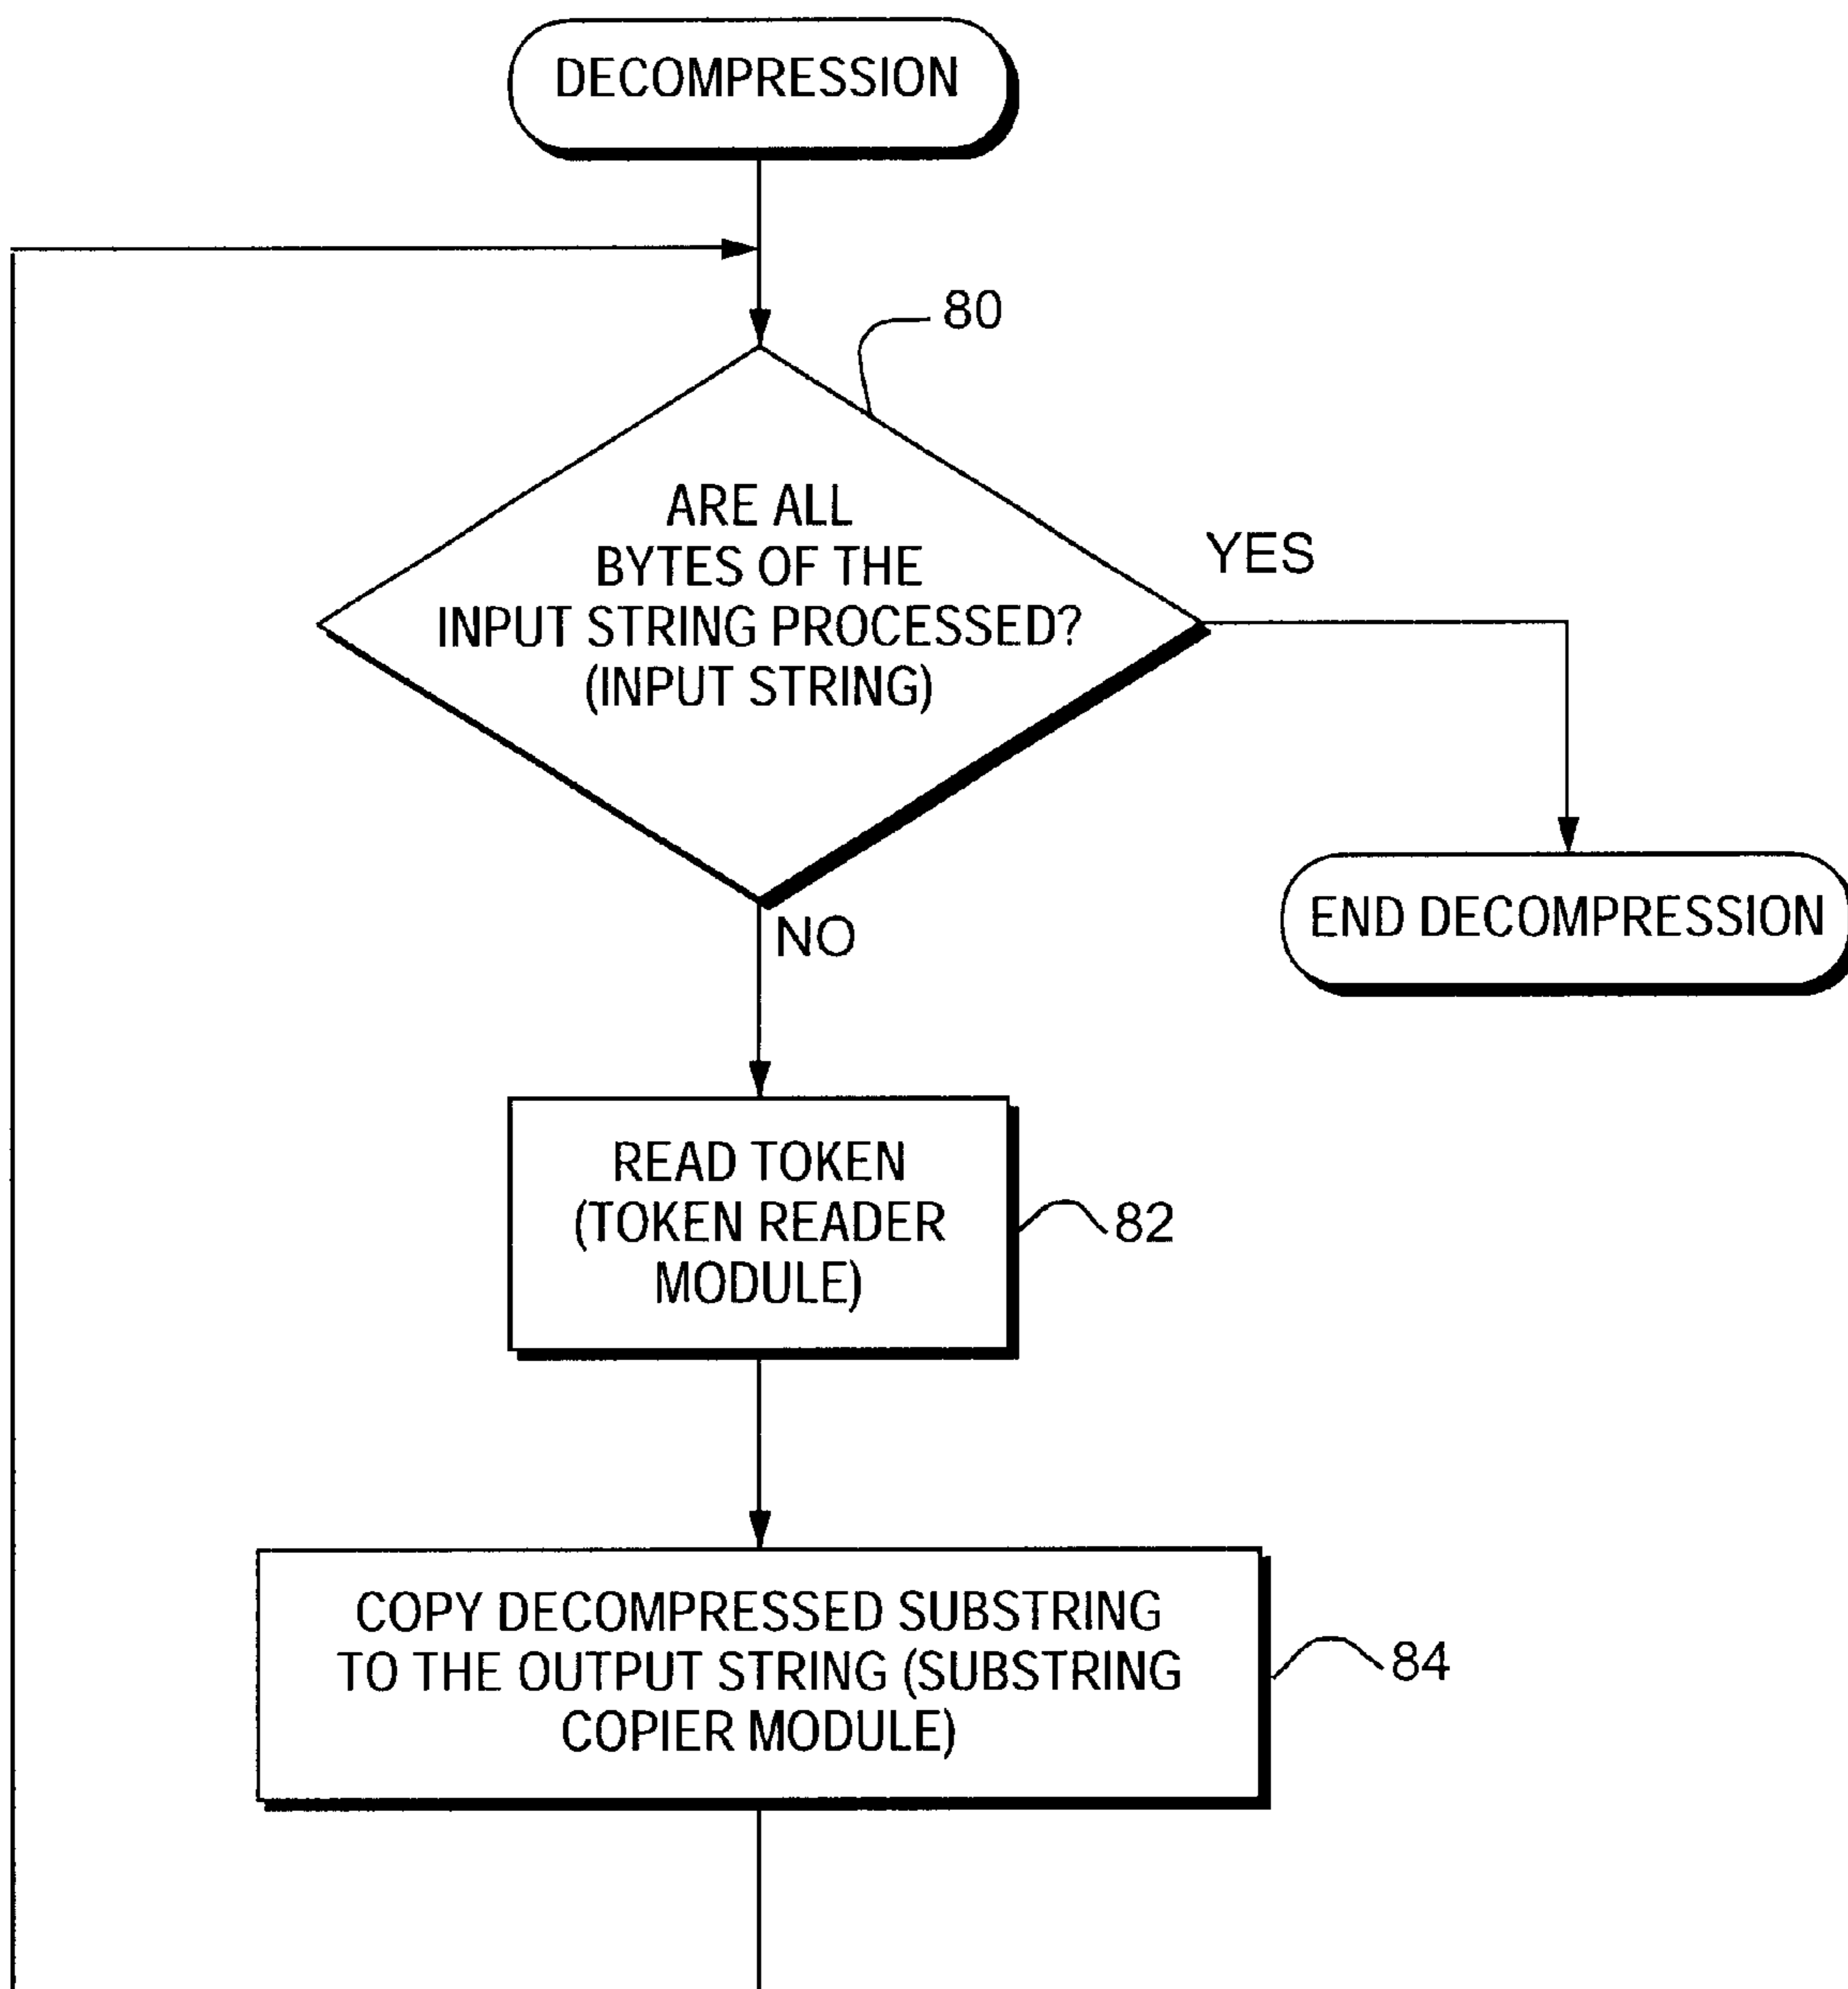 DECOMPRESSION
80
ARE ALL
BYTES OF THE
INPUT STRING PROCESSED?
(INPUT STRING)
YES
NO
END DECOMPRESSION
READ TOKEN
(TOKEN READER
MODULE)
82
COPY DECOMPRESSED SUBSTRING
TO THE OUTPUT STRING (SUBSTRING
COPIER MODULE)
84